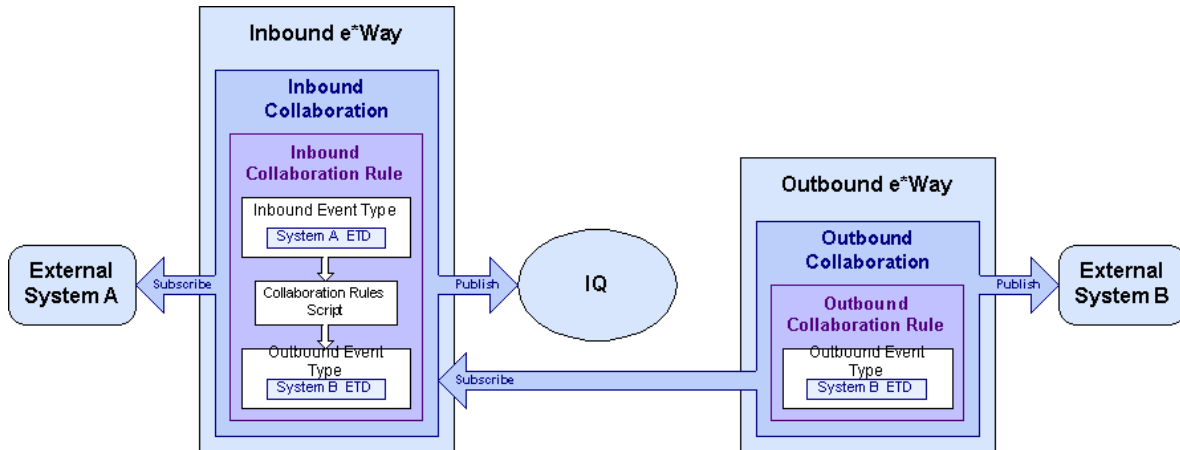 Inbound e*Way
Inbound
Collaboration
Inbound
Collaboration Rule
Inbound Event Type
System A ETD
Collaboration Rules
Script
Outbound Event
Type
System B ETD
External
System A
Subscribe
Publish
IQ
Subscribe
Outbound e*Way
Outbound
Collaboration
Outbound
Collaboration Rule
Outbound Event
Type
System B ETD
Publish
External
System B